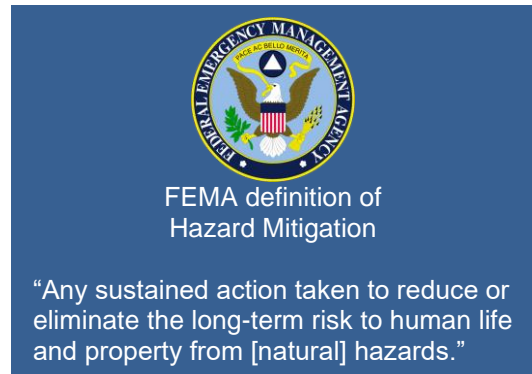 FEDERAL EMERGENCY MANAGEMENT AGENCY
PACE AC BELLO MERITA
FEMA definition of
Hazard Mitigation
“Any sustained action taken to reduce or
eliminate the long-term risk to human life
and property from [natural] hazards.”